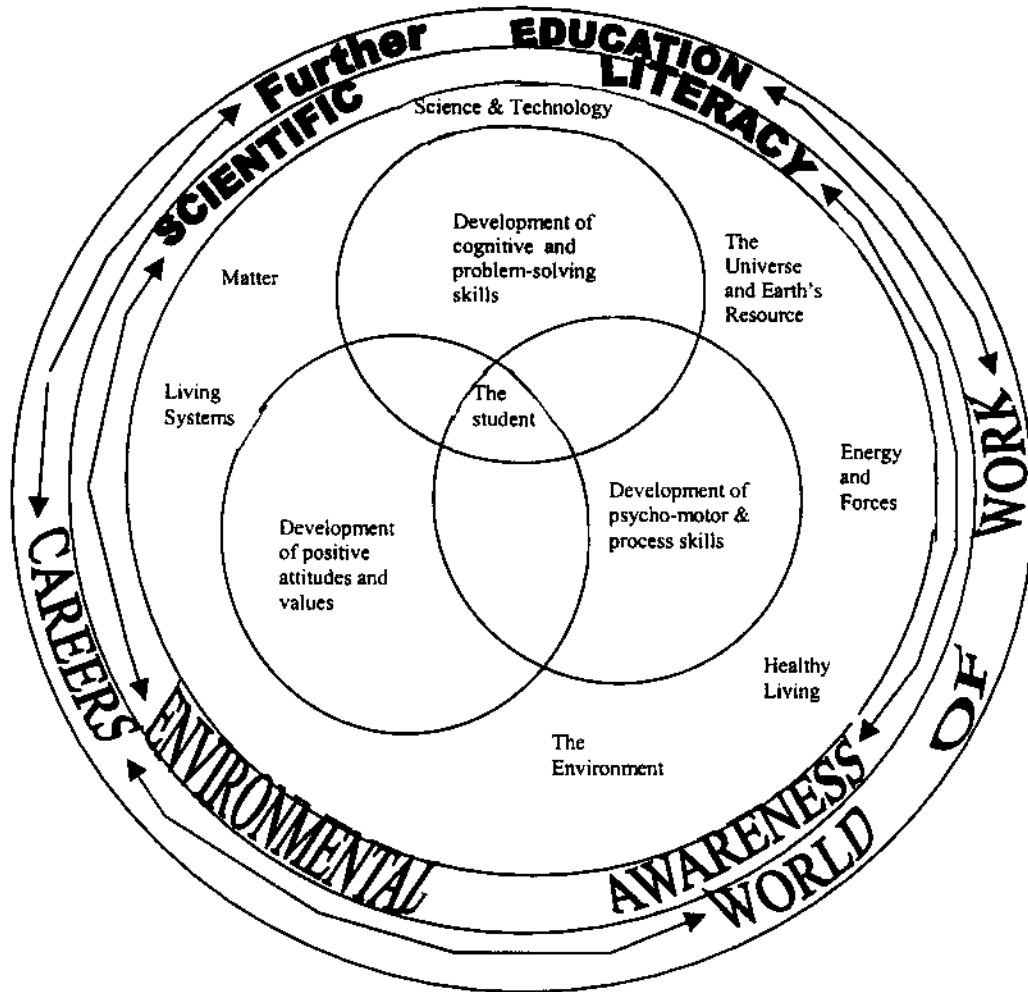 Further EDUCATION
SCIENTIFIC LITERACY
Science & Technology
Development of
cognitive and
problem-solving
skills
The
Universe
and Earth's
Resource
Matter
Living
Systems
The
student
Energy
and
Forces
Development of
psycho-motor &
process skills
Development
of positive
attitudes and
values
Healthy
Living
The
Environment
ENVIRONMENTAL AWARENESS
CAREERS
WORLD OF WORK